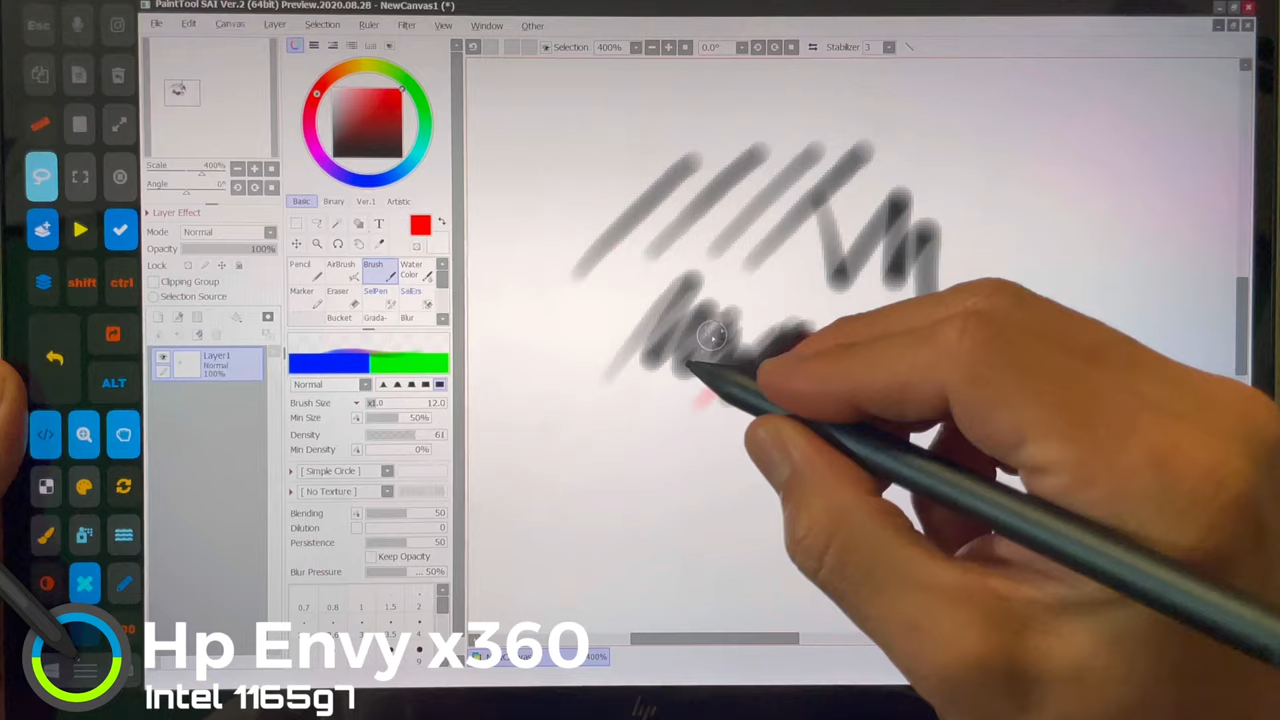 PaintTool SAI Ver.2 (64bit) Preview.2020.08.28 - NewCanvas1 (*)
File Edit Canvas Layer Selection Ruler Filter View Window Other
Esc
Selection 400% 0.0° Stabilizer 3
Scale 400%
Angle 0°
Layer Effect
Mode Normal
Opacity 100%
Lock
Clipping Group
Selection Source
shift ctrl
ALT
Layer1
Normal
100%
Basic Binary Ver.1 Artistic
T
Pencil AirBrush Brush Water Color
Marker Eraser SelPen SelErs
Bucket Grada- Blur
Normal
Brush Size x1.0 12.0
Min Size 50%
Density 61
Min Density 0%
[ Simple Circle ]
[ No Texture ]
Blending 50
Dilution 0
Persistence 50
Keep Opacity
Blur Pressure ... 50%
0.7 0.8 1 1.5 2
9
400%
Hp Envy x360
Intel 1165g7
hp